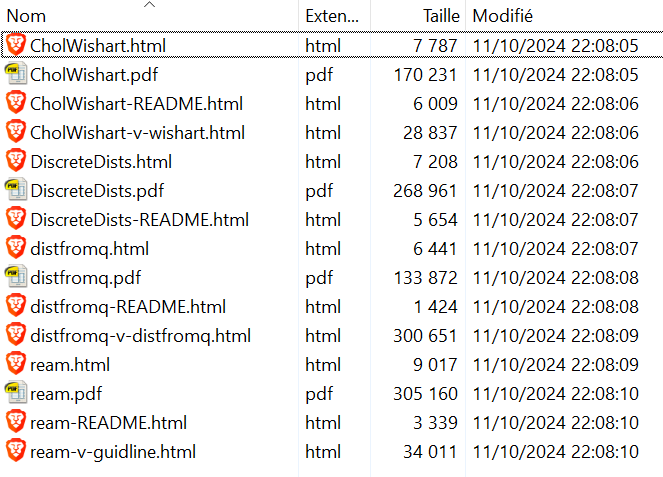 Nom Exten... Taille Modifié
CholWishart.html html 7 787 11/10/2024 22:08:05
CholWishart.pdf pdf 170 231 11/10/2024 22:08:05
CholWishart-README.html html 6 009 11/10/2024 22:08:06
CholWishart-v-wishart.html html 28 837 11/10/2024 22:08:06
DiscreteDists.html html 7 208 11/10/2024 22:08:06
DiscreteDists.pdf pdf 268 961 11/10/2024 22:08:07
DiscreteDists-README.html html 5 654 11/10/2024 22:08:07
distfromq.html html 6 441 11/10/2024 22:08:07
distfromq.pdf pdf 133 872 11/10/2024 22:08:08
distfromq-README.html html 1 424 11/10/2024 22:08:08
distfromq-v-distfromq.html html 300 651 11/10/2024 22:08:09
ream.html html 9 017 11/10/2024 22:08:09
ream.pdf pdf 305 160 11/10/2024 22:08:10
ream-README.html html 3 339 11/10/2024 22:08:10
ream-v-guidline.html html 34 011 11/10/2024 22:08:10